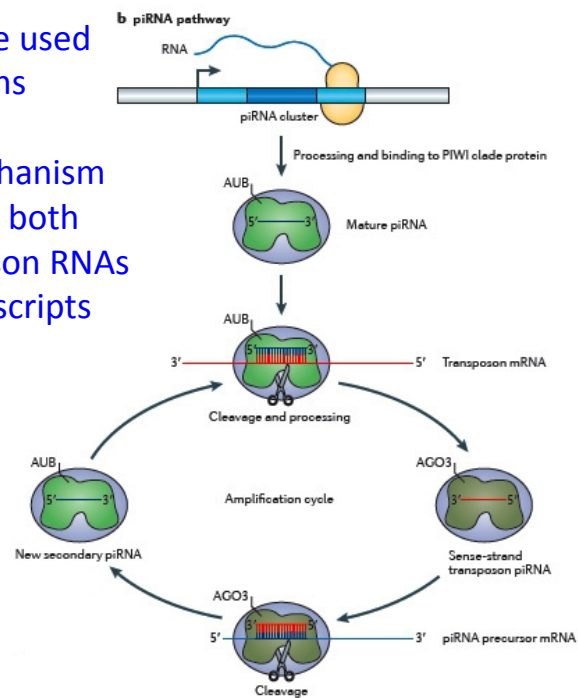 e used
ns
hanism
both
son RNAs
scripts
b piRNA pathway
RNA
piRNA cluster
Processing and binding to PIWI clade protein
AUB
5′ 3′
Mature piRNA
AUB
5′ 3′
3′ 5′ Transposon mRNA
Cleavage and processing
AUB
5′ 3′
New secondary piRNA
Amplification cycle
AGO3
3′ 5′
Sense-strand
transposon piRNA
AGO3
3′ 5′
5′ 3′ piRNA precursor mRNA
Cleavage